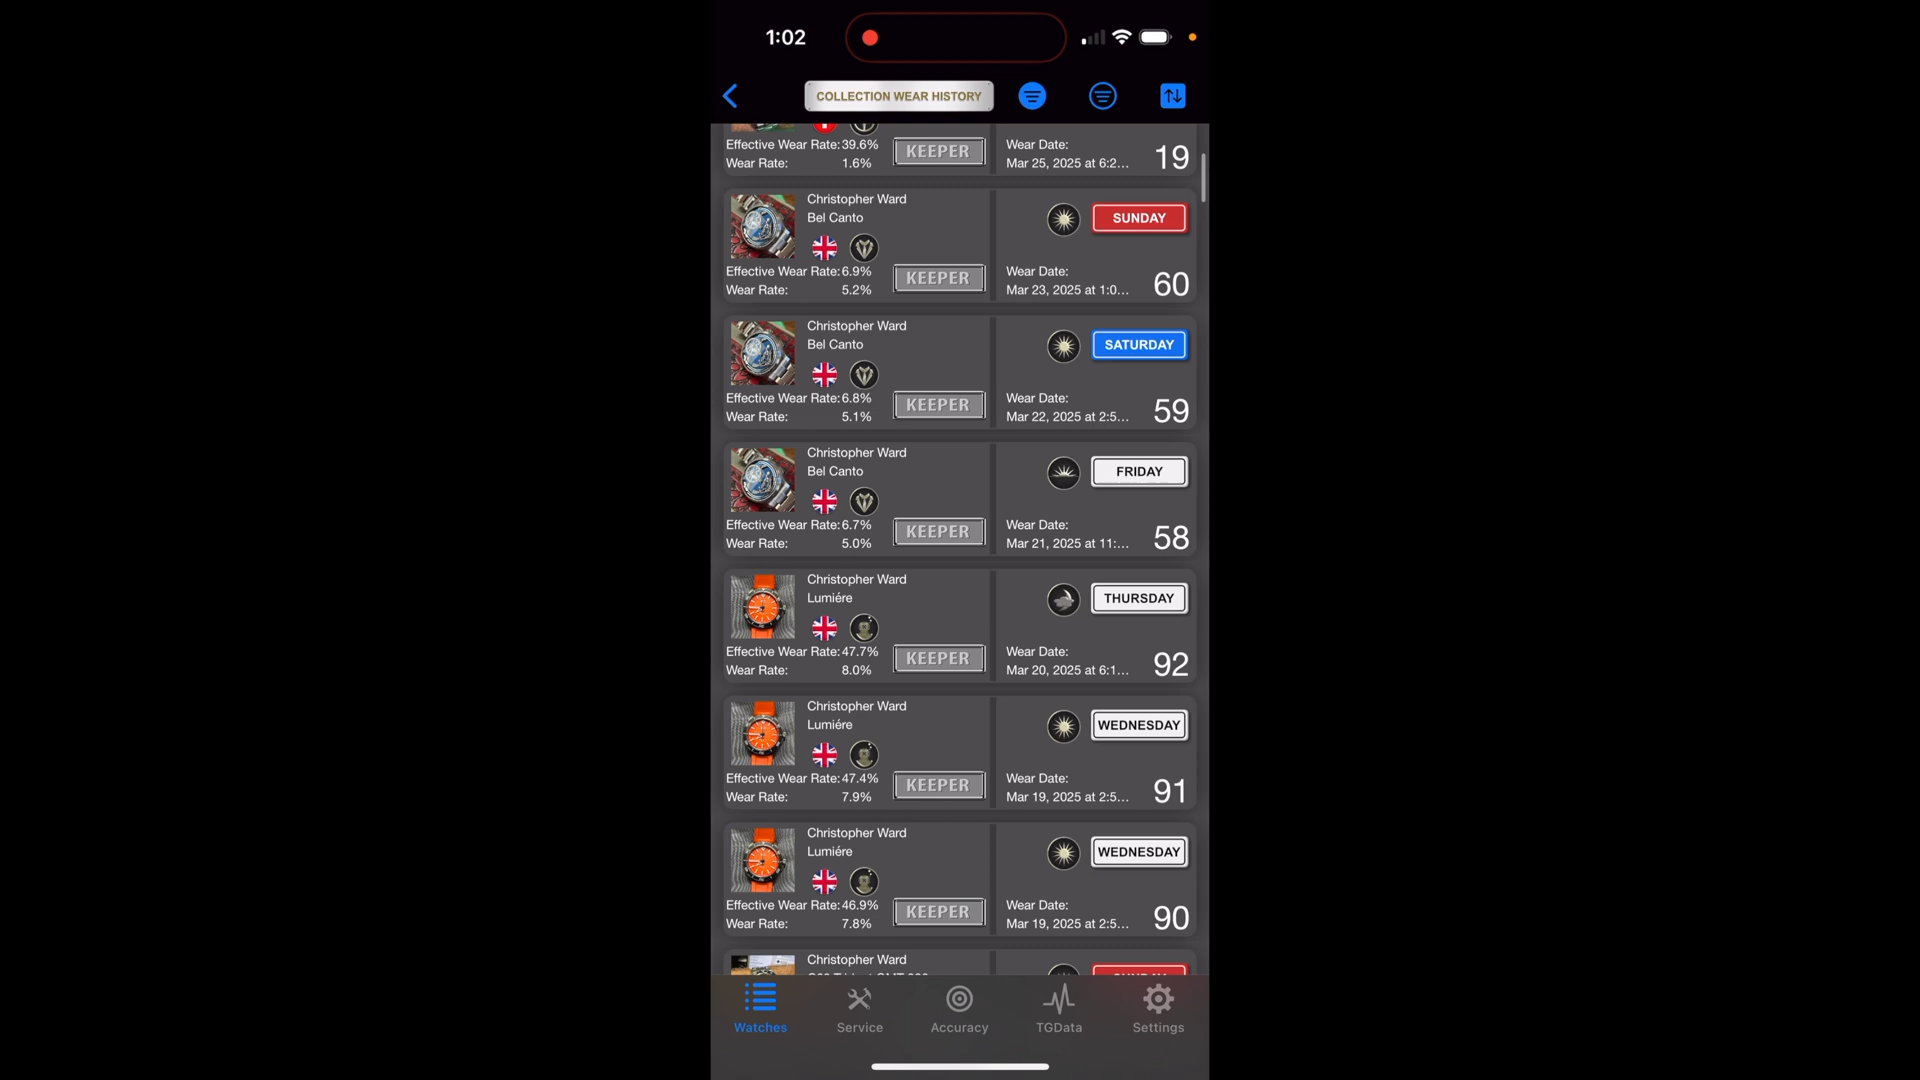 1:02
COLLECTION WEAR HISTORY
Effective Wear Rate: 39.6%
Wear Rate: 1.6%
KEEPER
Wear Date:
Mar 25, 2025 at 6:2...
19
Christopher Ward
Bel Canto
SUNDAY
Effective Wear Rate: 6.9%
Wear Rate: 5.2%
KEEPER
Wear Date:
Mar 23, 2025 at 1:0...
60
Christopher Ward
Bel Canto
SATURDAY
Effective Wear Rate: 6.8%
Wear Rate: 5.1%
KEEPER
Wear Date:
Mar 22, 2025 at 2:5...
59
Christopher Ward
Bel Canto
FRIDAY
Effective Wear Rate: 6.7%
Wear Rate: 5.0%
KEEPER
Wear Date:
Mar 21, 2025 at 11:...
58
Christopher Ward
Lumiére
THURSDAY
Effective Wear Rate: 47.7%
Wear Rate: 8.0%
KEEPER
Wear Date:
Mar 20, 2025 at 6:1...
92
Christopher Ward
Lumiére
WEDNESDAY
Effective Wear Rate: 47.4%
Wear Rate: 7.9%
KEEPER
Wear Date:
Mar 19, 2025 at 2:5...
91
Christopher Ward
Lumiére
WEDNESDAY
Effective Wear Rate: 46.9%
Wear Rate: 7.8%
KEEPER
Wear Date:
Mar 19, 2025 at 2:5...
90
Christopher Ward
Watches
Service
Accuracy
TGData
Settings